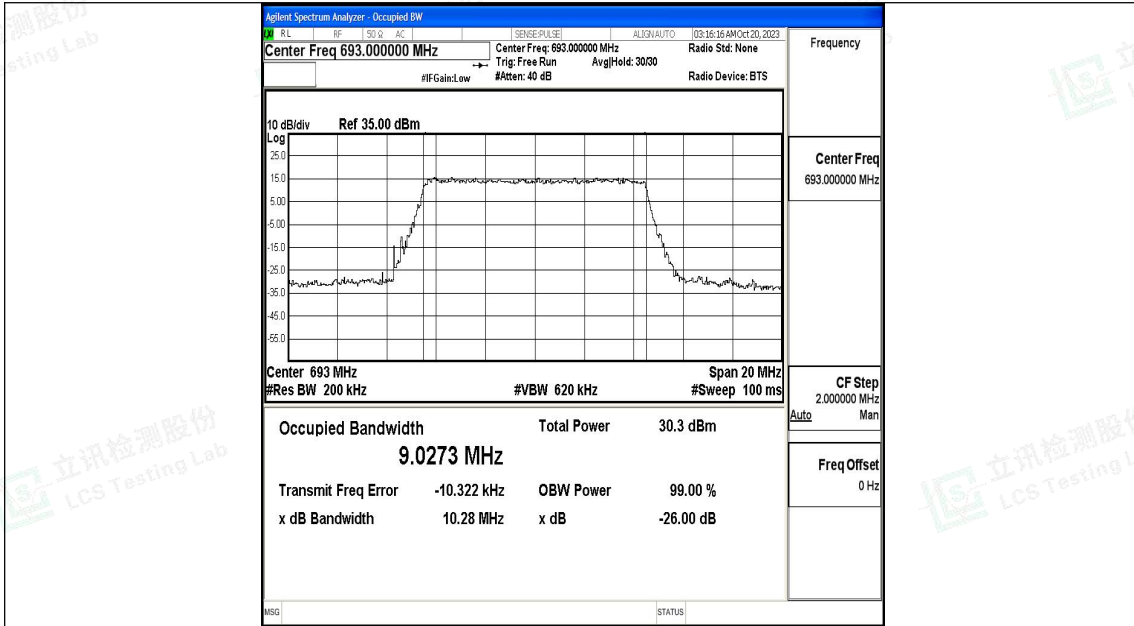 Agilent Spectrum Analyzer - Occupied BW
LXI RL RF 50 Ω AC SENSE:PULSE ALIGN AUTO 03:16:16 AM Oct 20, 2023
Center Freq 693.000000 MHz
Center Freq: 693.000000 MHz
Radio Std: None
Trig: Free Run Avg|Hold: 30/30
#IFGain:Low #Atten: 40 dB Radio Device: BTS
10 dB/div Ref 35.00 dBm
Log
25.0
15.0
5.00
-5.00
-15.0
-25.0
-35.0
-45.0
-55.0
Center 693 MHz Span 20 MHz
#Res BW 200 kHz #VBW 620 kHz #Sweep 100 ms
Occupied Bandwidth Total Power 30.3 dBm
9.0273 MHz
Transmit Freq Error -10.322 kHz OBW Power 99.00 %
x dB Bandwidth 10.28 MHz x dB -26.00 dB
MSG STATUS
Frequency
Center Freq
693.000000 MHz
CF Step
2.000000 MHz
Auto Man
Freq Offset
0 Hz
检测股份
sting Lab
立讯检测股份
LCS Testing Lab
立
立讯检测股份
LCS Testing L